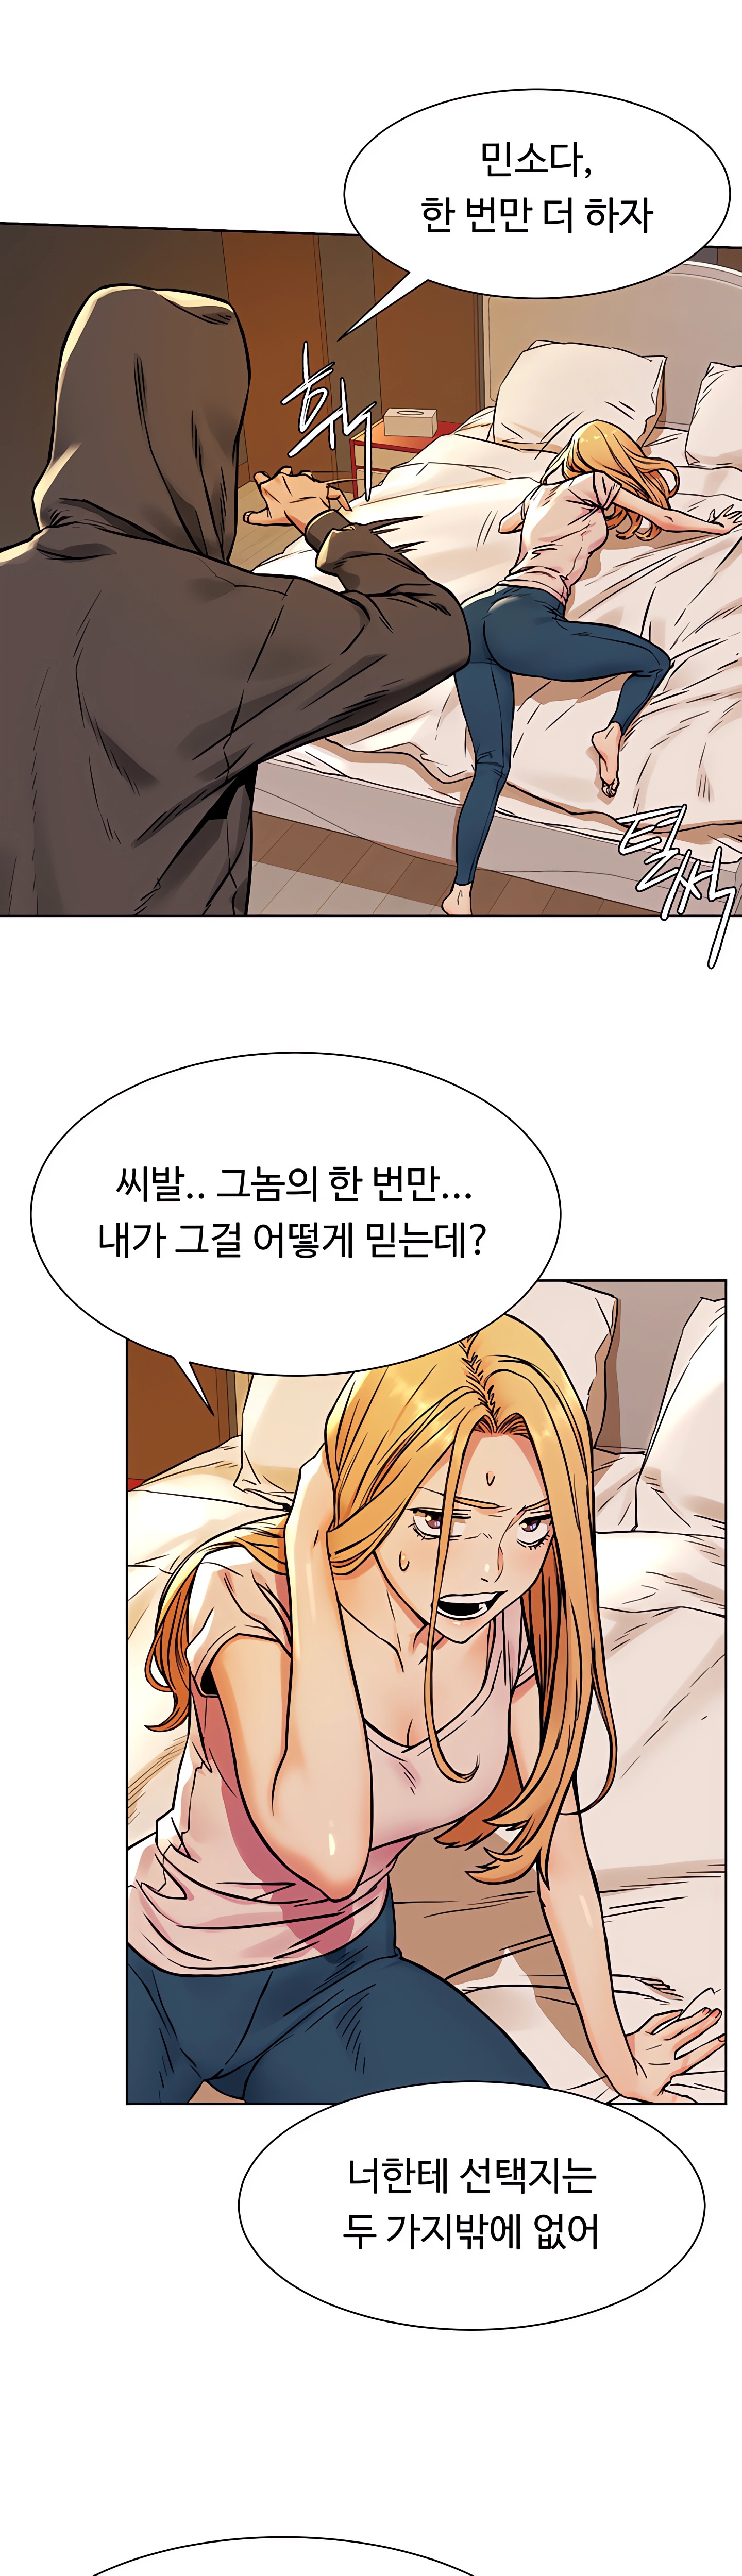 민소다,
한 번만 더 하자
휙
털썩
씨발.. 그놈의 한 번만...
내가 그걸 어떻게 믿는데?
너한테 선택지는
두 가지밖에 없어